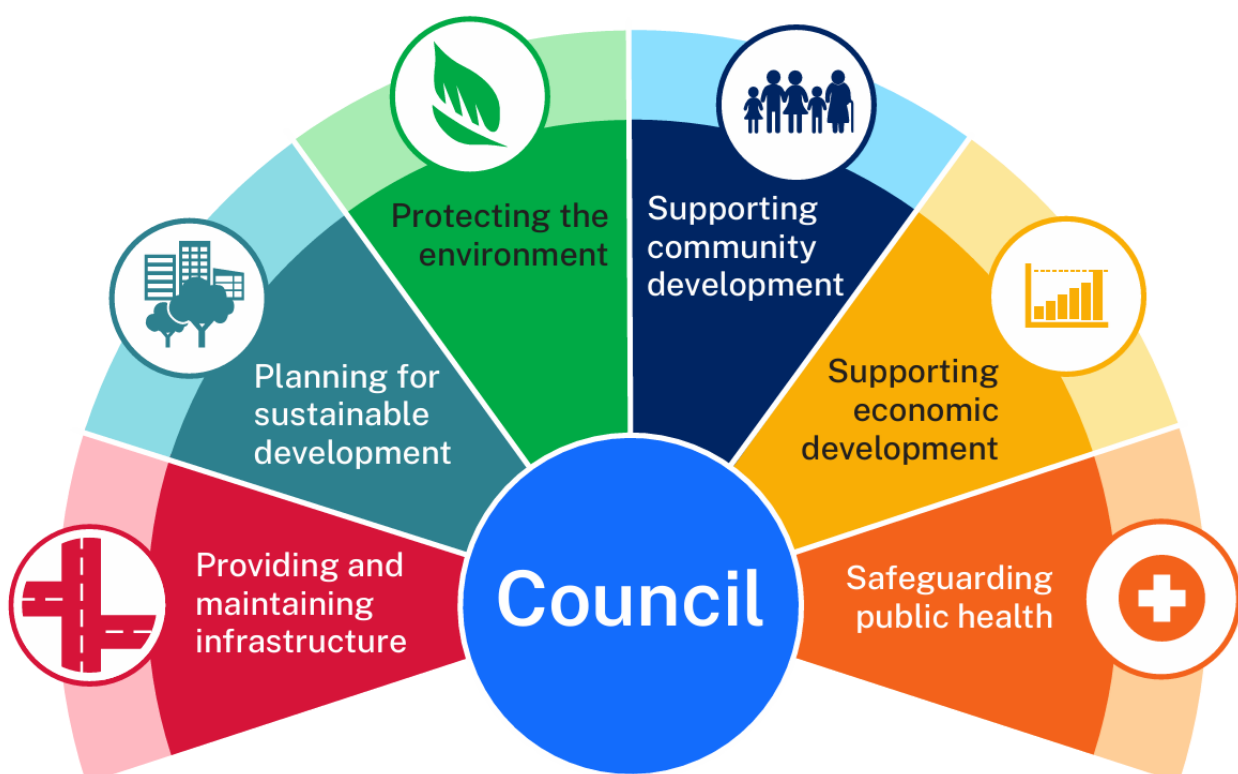 Protecting the
environment
Supporting
community
development
Planning for
sustainable
development
Supporting
economic
development
Providing and
maintaining
infrastructure
Council
Safeguarding
public health